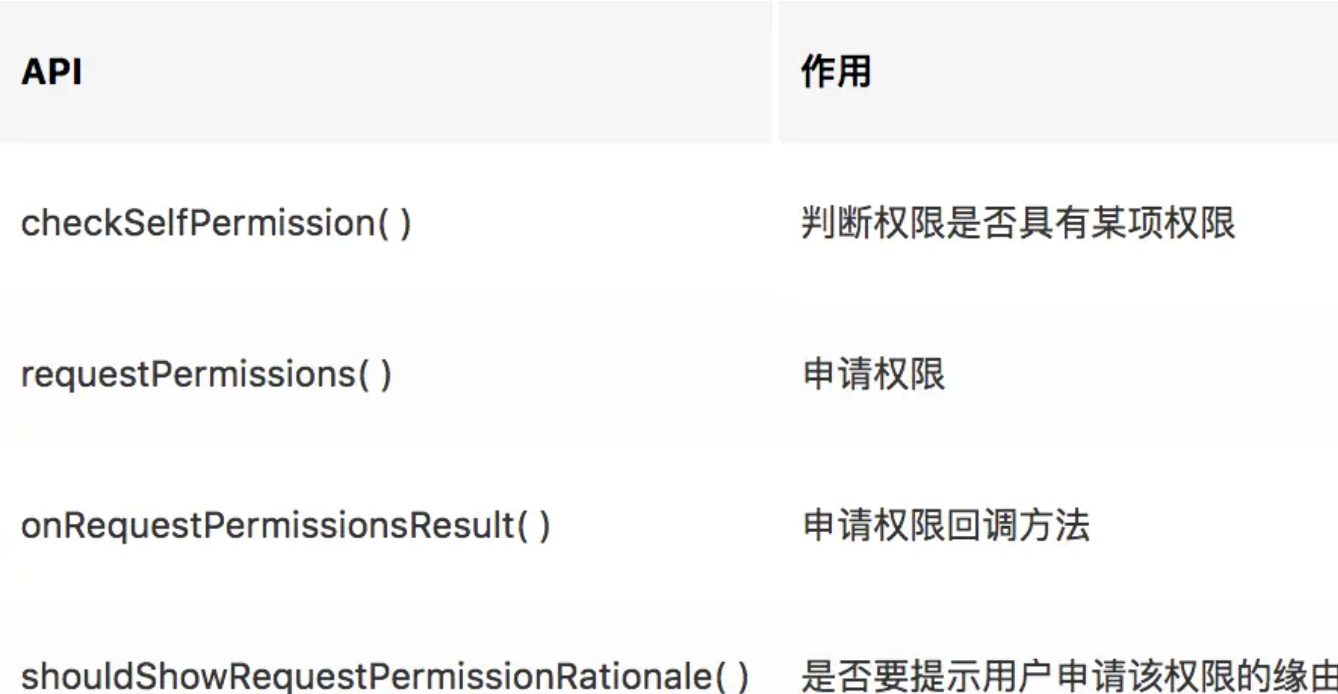 API 作用
checkSelfPermission( ) 判断权限是否具有某项权限
requestPermissions( ) 申请权限
onRequestPermissionsResult( ) 申请权限回调方法
shouldShowRequestPermissionRationale( ) 是否要提示用户申请该权限的缘由